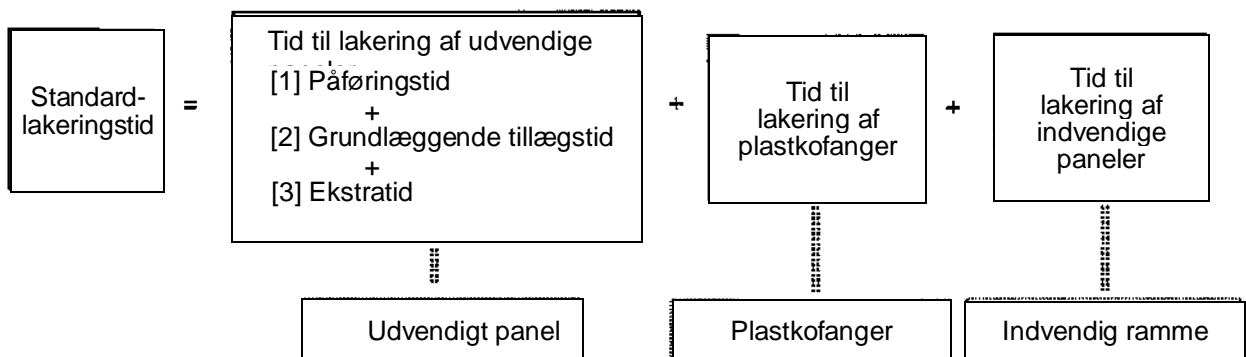 Standard-
lakeringstid
=
Tid til lakering af udvendige
[1] Påføringstid
+
[2] Grundlæggende tillægstid
+
[3] Ekstratid
+
Tid til
lakering af
plastkofanger
+
Tid til
lakering af
indvendige
paneler
Udvendigt panel
Plastkofanger
Indvendig ramme